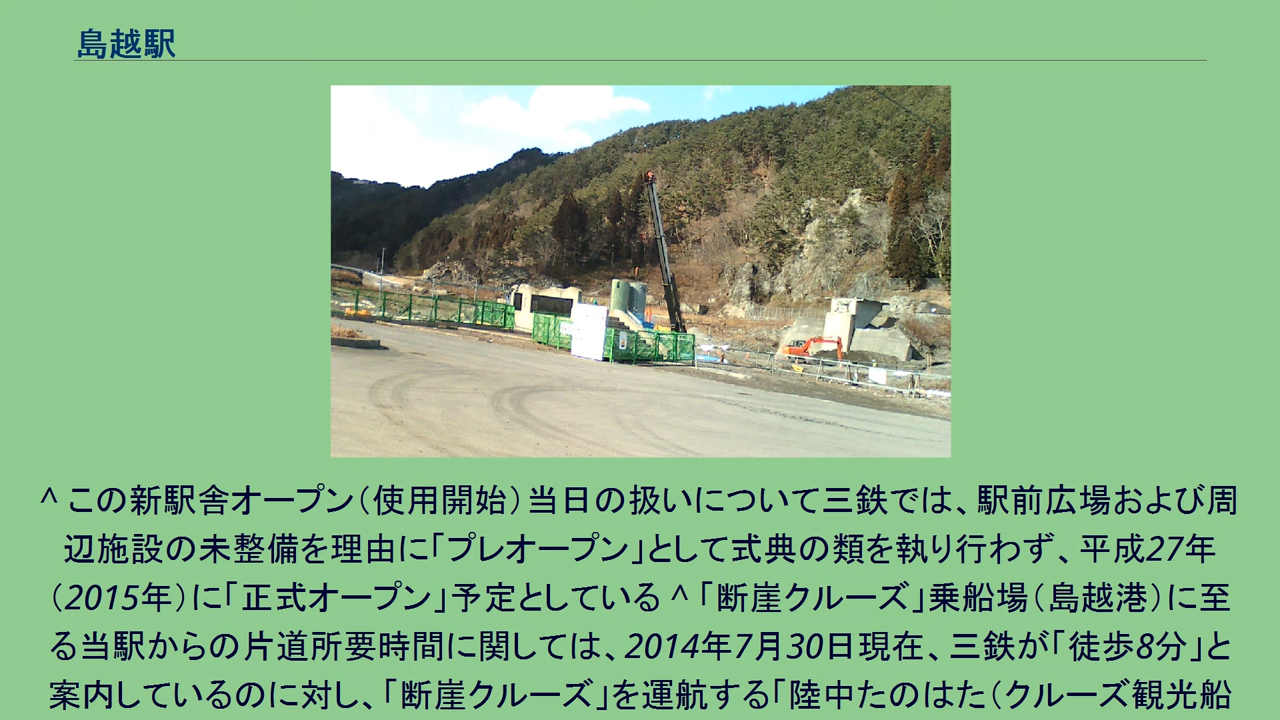 島越駅
^ この新駅舎オープン（使用開始）当日の扱いについて三鉄では、駅前広場および周
辺施設の未整備を理由に「プレオープン」として式典の類を執り行わず、平成27年
（2015年）に「正式オープン」予定としている ^ 「断崖クルーズ」乗船場（島越港）に至
る当駅からの片道所要時間に関しては、2014年7月30日現在、三鉄が「徒歩8分」と
案内しているのに対し、「断崖クルーズ」を運航する「陸中たのはた（クルーズ観光船